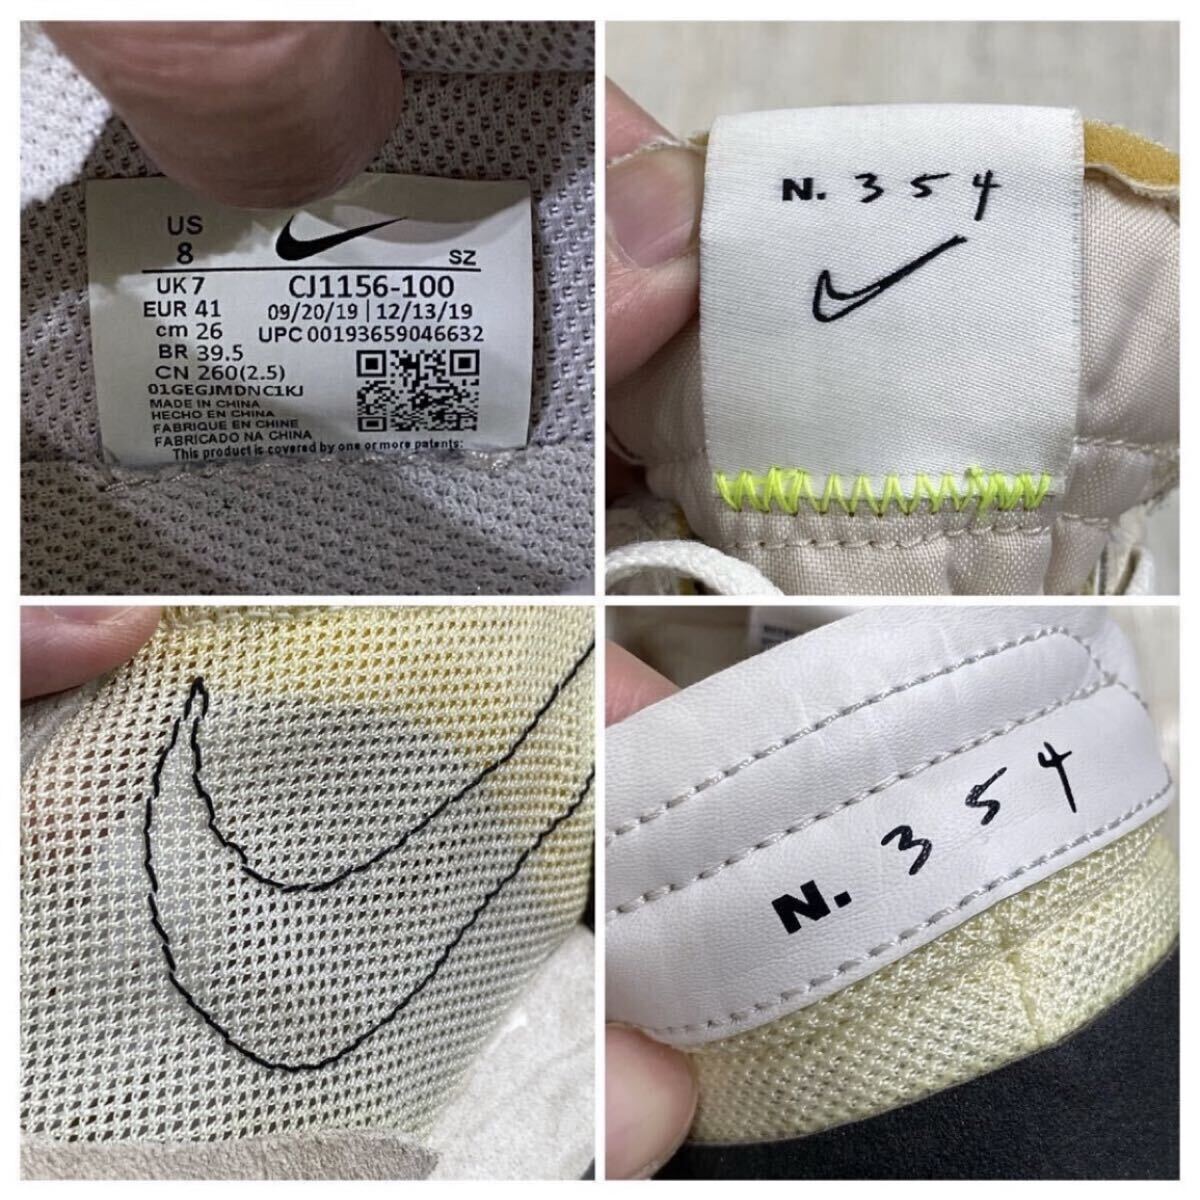 US
8
SZ
UK 7
CJ1156-100
EUR 41
09/20/19 | 12/13/19
cm 26
UPC 00193659046632
BR 39.5
CN 260(2.5)
01GEGJMDNC1KJ
MADE IN CHINA
HECHO EN CHINA
FABRIQUE EN CHINE
FABRICADO NA CHINA
This product is covered by one or more patents:
N. 354
N. 354